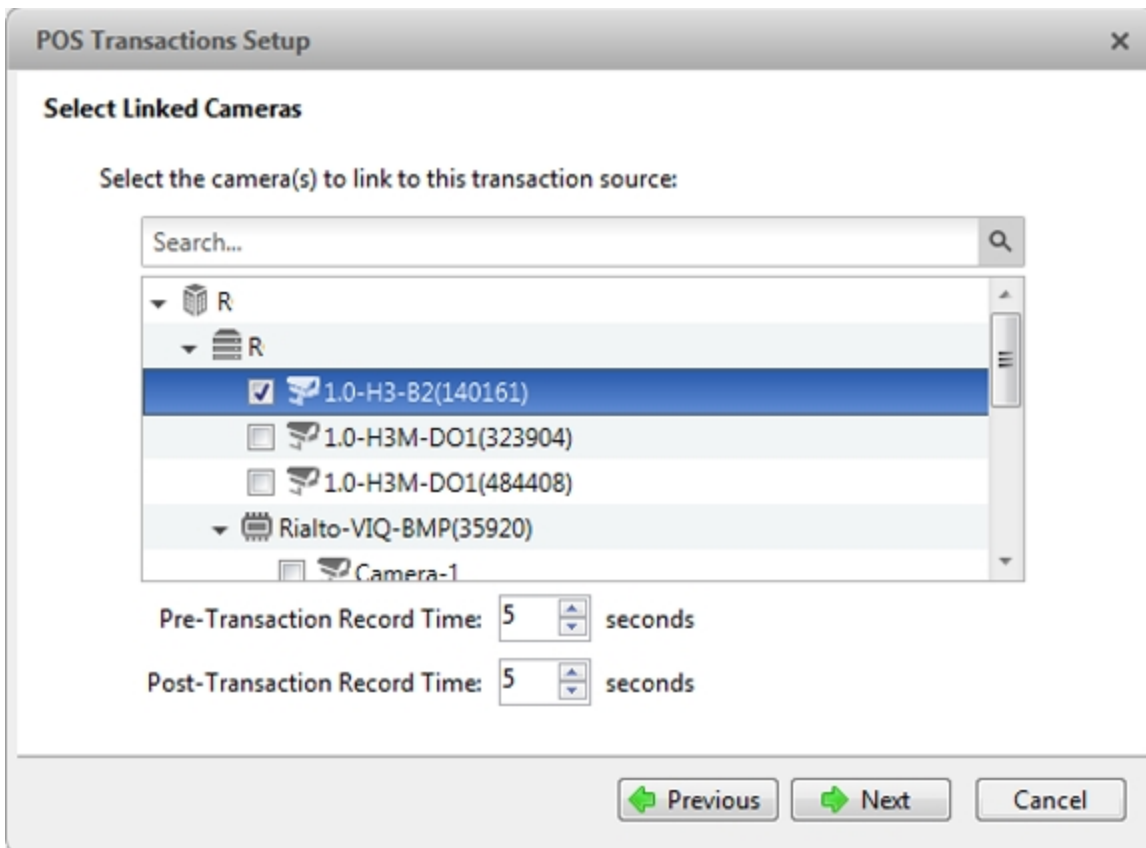 POS Transactions Setup
Select Linked Cameras
Select the camera(s) to link to this transaction source:
Search...
R
R
1.0-H3-B2(140161)
1.0-H3M-DO1(323904)
1.0-H3M-DO1(484408)
Rialto-VIQ-BMP(35920)
Camera-1
Pre-Transaction Record Time: 5 seconds
Post-Transaction Record Time: 5 seconds
Previous Next Cancel